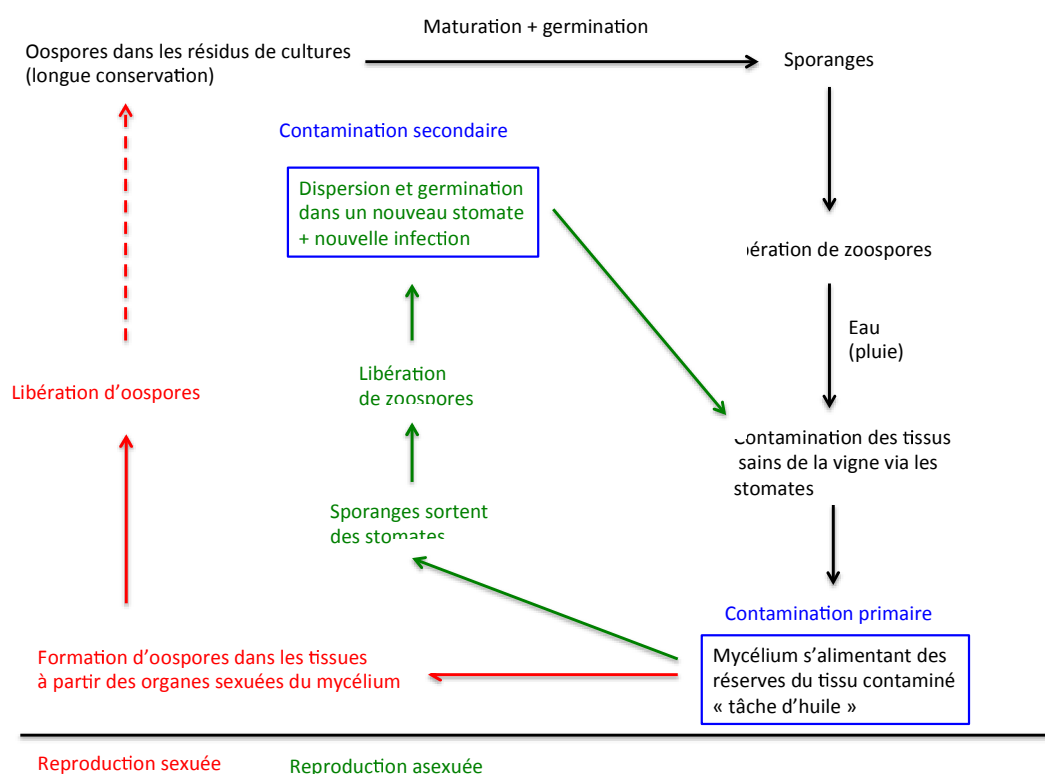 Maturation + germination
Oospores dans les résidus de cultures
(longue conservation)
Sporanges
Contamination secondaire
Dispersion et germination
dans un nouveau stomate
+ nouvelle infection
pération de zoospores
Eau
(pluie)
Libération d'oospores
Libération
de zoospores
Contamination des tissus
sains de la vigne via les
stomates
Sporanges sortent
des stomates
Contamination primaire
Formation d'oospores dans les tissues
à partir des organes sexuées du mycélium
Mycélium s'alimentant des
réserves du tissu contaminé
« tâche d'huile »
Reproduction sexuée
Reproduction asexuée